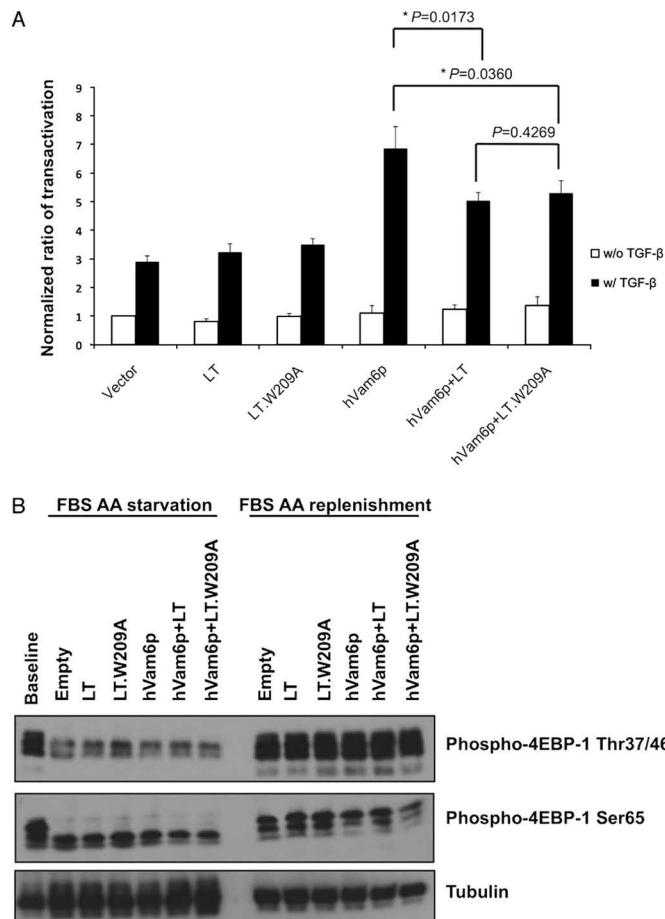 A
* P=0.0173
* P=0.0360
P=0.4269
Normalized ratio of transactivation
9
8
7
6
5
4
3
2
1
0
w/o TGF-β
w/ TGF-β
Vector
LT
LT.W209A
hVam6p
hVam6p+LT
hVam6p+LT.W209A
B
FBS AA starvation
FBS AA replenishment
Baseline
Empty
LT
LT.W209A
hVam6p
hVam6p+LT
hVam6p+LT.W209A
Empty
LT
LT.W209A
hVam6p
hVam6p+LT
hVam6p+LT.W209A
Phospho-4EBP-1 Thr37/46
Phospho-4EBP-1 Ser65
Tubulin